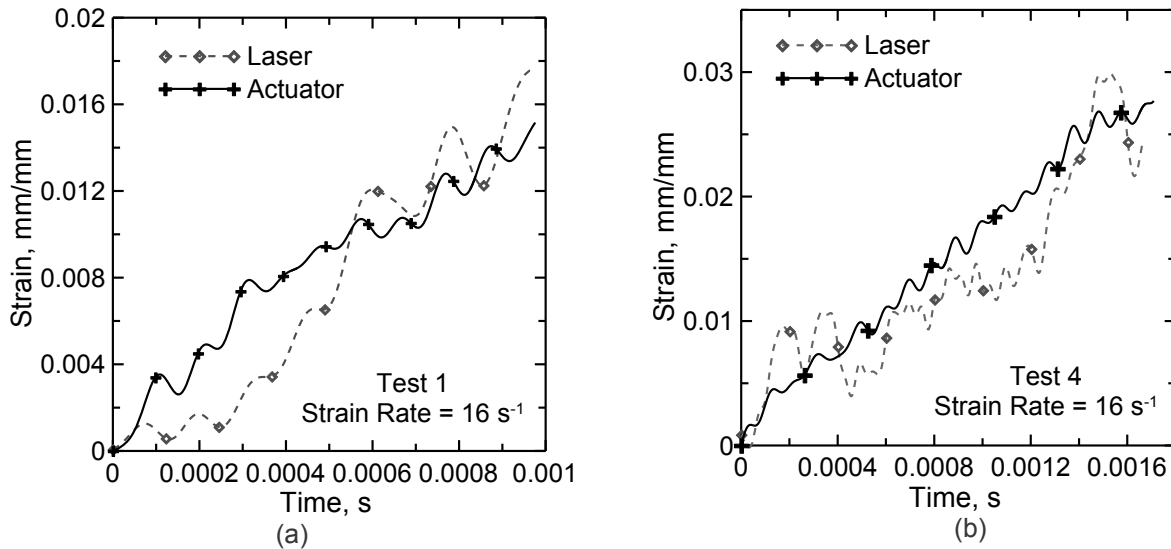 0.02
0.016
0.012
0.008
0.004
0
Strain, mm/mm
Laser
Actuator
Test 1
Strain Rate = 16 s-1
0 0.0002 0.0004 0.0006 0.0008 0.001
Time, s
(a)
0.03
0.02
0.01
0
Strain, mm/mm
Laser
Actuator
Test 4
Strain Rate = 16 s-1
0 0.0004 0.0008 0.0012 0.0016
Time, s
(b)